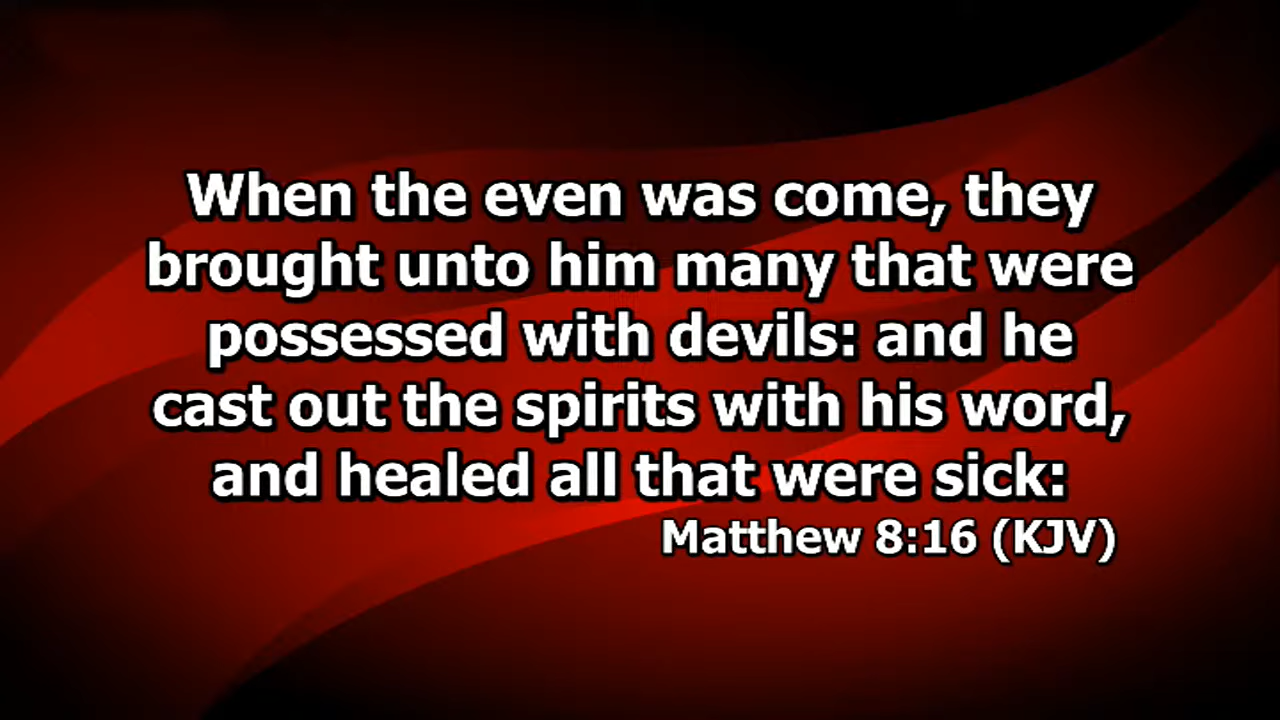 When the even was come, they
brought unto him many that were
possessed with devils: and he
cast out the spirits with his word,
and healed all that were sick:
Matthew 8:16 (KJV)